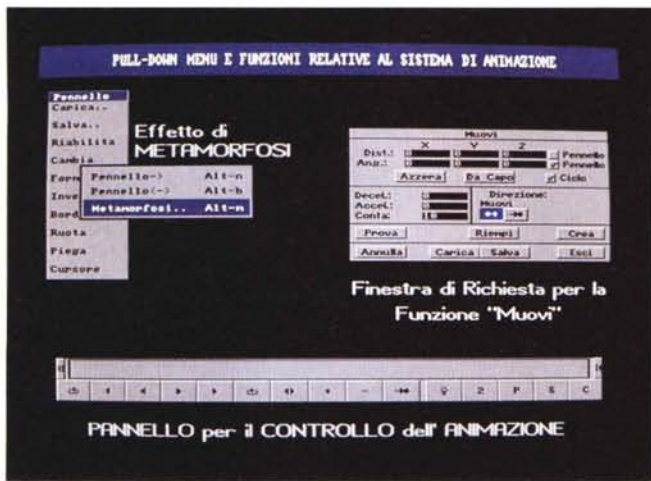 PULL-DOWN MENU E FUNZIONI RELATIVE AL SISTEMA DI ANIMAZIONE
Pennello
Carica..
Salva..
Riabilita
Cambia
Form
Inve
Bord
Ruota
Piega
Cursore
Pennello-> Alt-n
Pennello(-> Alt-b
Metamorfosi.. Alt-m
Effetto di
METAMORFOSI
Muovi
X Y Z
Dist.: Pennello
Ang.: Pennello
Azzera Da Capo Ciclo
Decel.: Direzione:
Accel.: Muovi
Conta:
Prova Riempi Crea
Annulla Carica Salva Esci
Finestra di Richiesta per la
Funzione "Muovi"
2 P S C
PANNELLO per il CONTROLLO dell' ANIMAZIONE